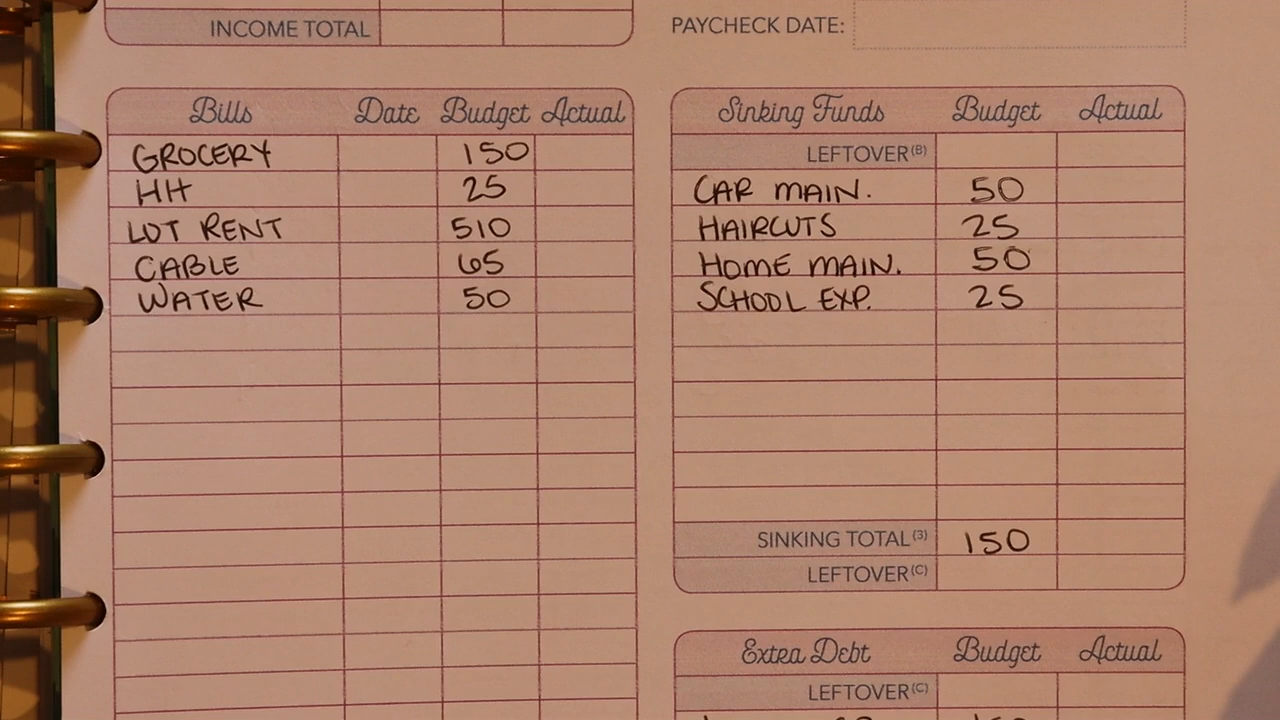 INCOME TOTAL
PAYCHECK DATE:
Bills Date Budget Actual
GROCERY 150
HH 25
LOT RENT 510
CABLE 65
WATER 50
Sinking Funds Budget Actual
LEFTOVER (B)
CAR MAIN. 50
HAIRCUTS 25
HOME MAIN. 50
SCHOOL EXP. 25
SINKING TOTAL (3) 150
LEFTOVER (C)
Extra Debt Budget Actual
LEFTOVER (C)